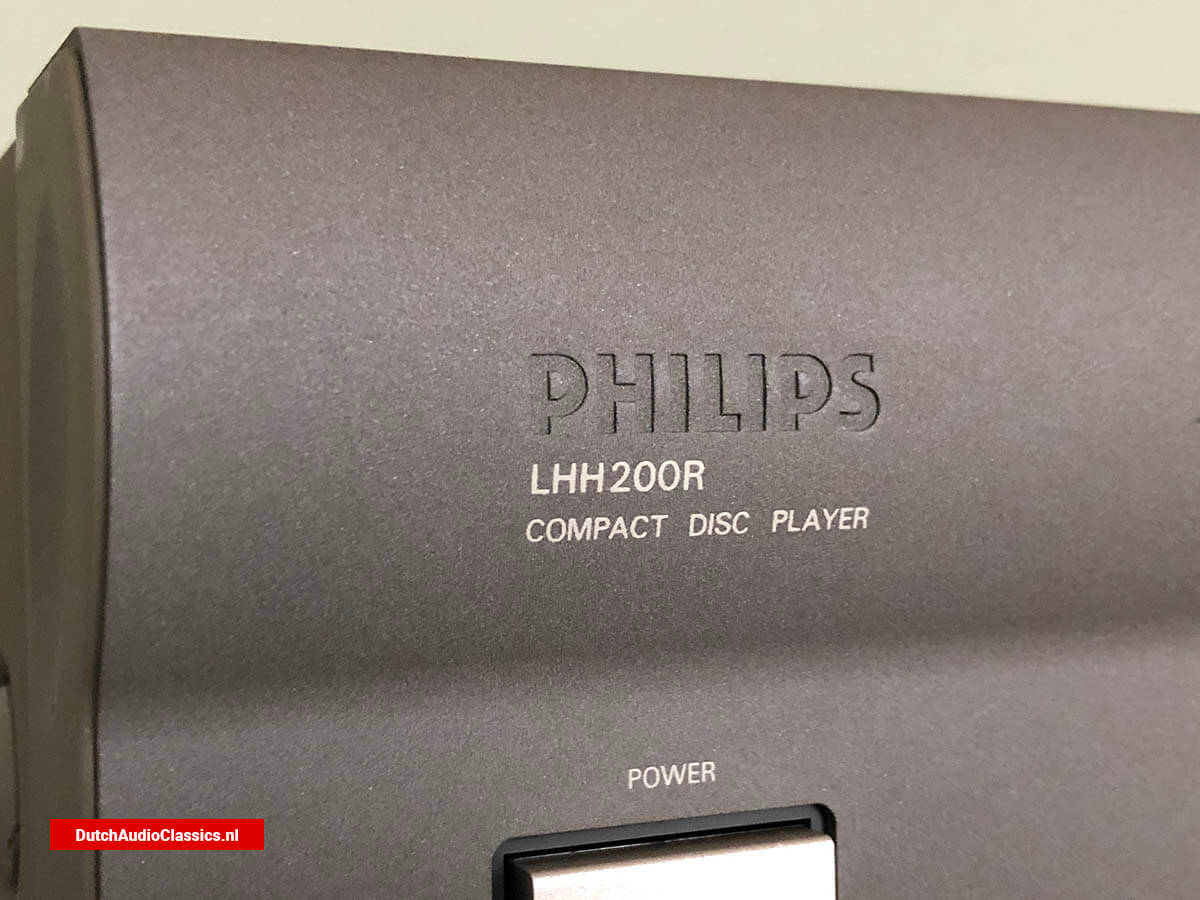 PHILIPS
LHH200R
COMPACT DISC PLAYER
POWER
DutchAudioClassics.nl